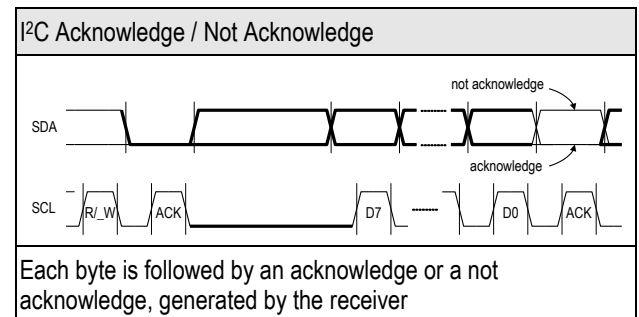 I²C Acknowledge / Not Acknowledge
not acknowledge
SDA
acknowledge
SCL R/_W ACK D7 D0 ACK
Each byte is followed by an acknowledge or a not
acknowledge, generated by the receiver